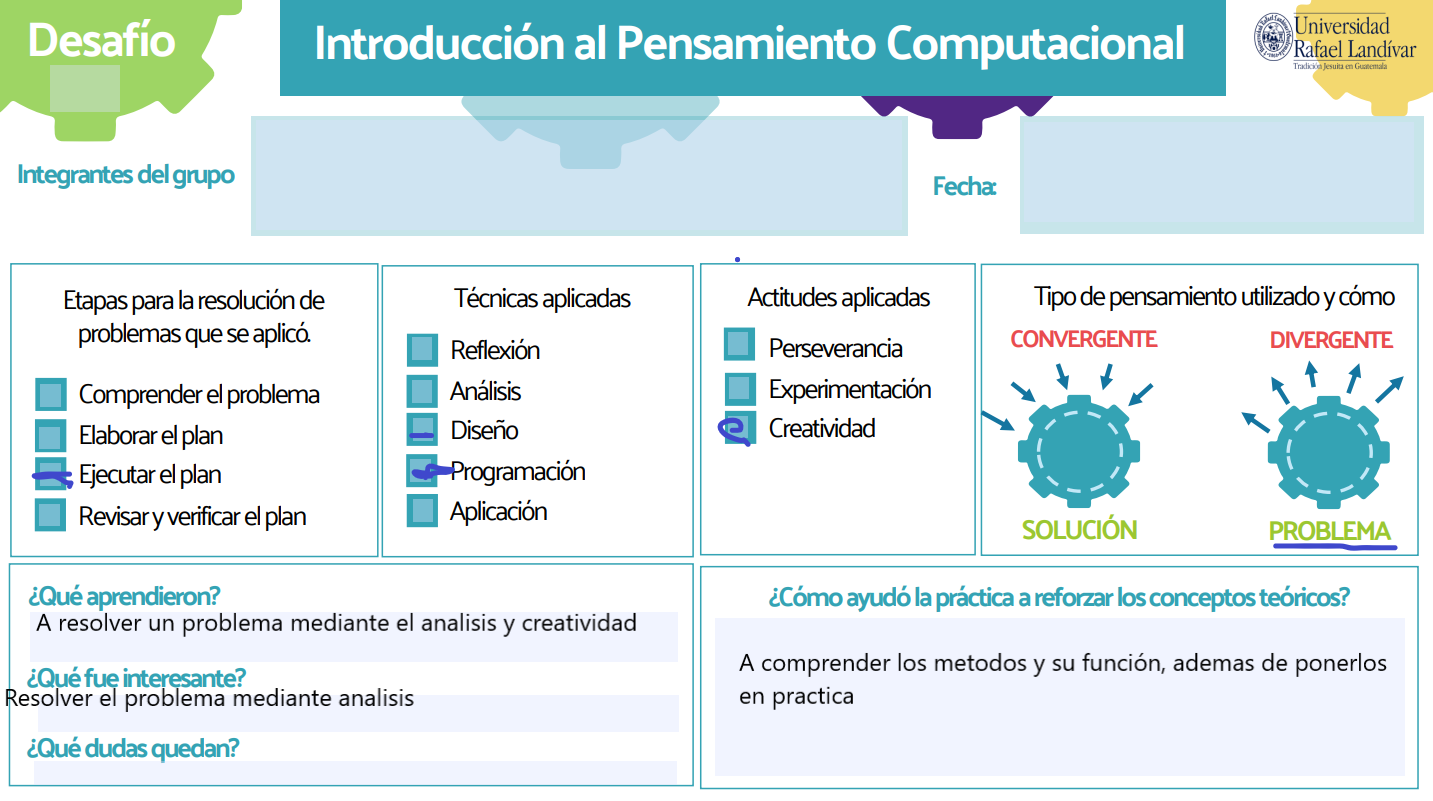 Desafío
Introducción al Pensamiento Computacional
Universidad
Rafael Landívar
Tradición Jesuita en Guatemala
Integrantes del grupo
Fecha:
Etapas para la resolución de
problemas que se aplicó.
Comprender el problema
Elaborar el plan
Ejecutar el plan
Revisar y verificar el plan
Técnicas aplicadas
Reflexión
Análisis
Diseño
Programación
Aplicación
Actitudes aplicadas
Perseverancia
Experimentación
Creatividad
Tipo de pensamiento utilizado y cómo
CONVERGENTE
DIVERGENTE
SOLUCIÓN
PROBLEMA
¿Qué aprendieron?
A resolver un problema mediante el analisis y creatividad
¿Qué fue interesante?
Resolver el problema mediante analisis
¿Qué dudas quedan?
¿Cómo ayudó la práctica a reforzar los conceptos teóricos?
A comprender los metodos y su función, ademas de ponerlos
en practica